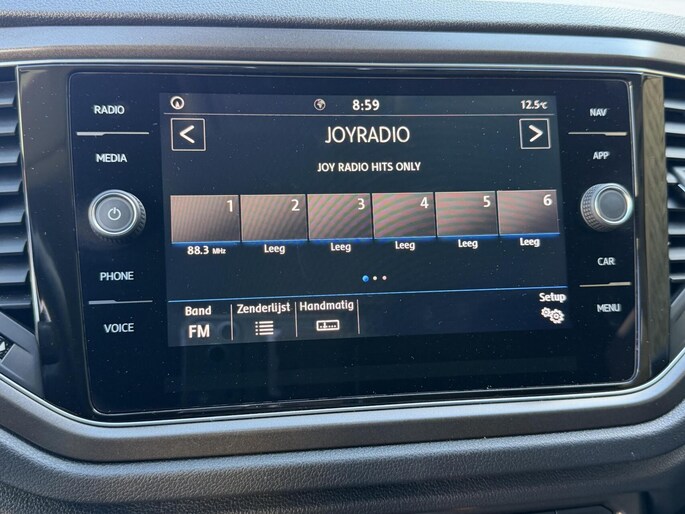 RADIO
MEDIA
PHONE
VOICE
8:59
12.5°C
JOYRADIO
JOY RADIO HITS ONLY
1 2 3 4 5 6
88.3 MHz Leeg Leeg Leeg Leeg Leeg
Band Zenderlijst Handmatig Setup
FM
NAV
APP
CAR
MENU